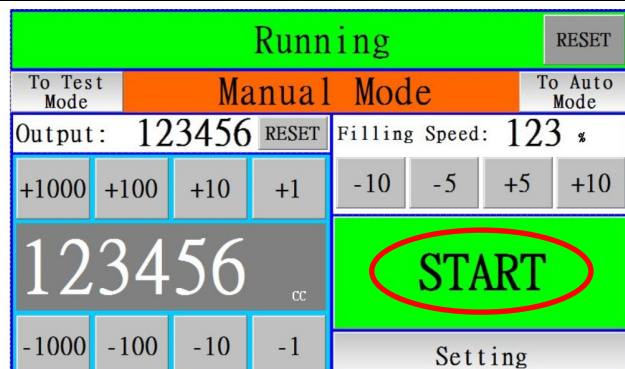 Running
RESET
To Test
Mode
Manual Mode
To Auto
Mode
Output: 123456 RESET
Filling Speed: 123 %
+1000 +100 +10 +1
-10 -5 +5 +10
123456 cc
START
-1000 -100 -10 -1
Setting